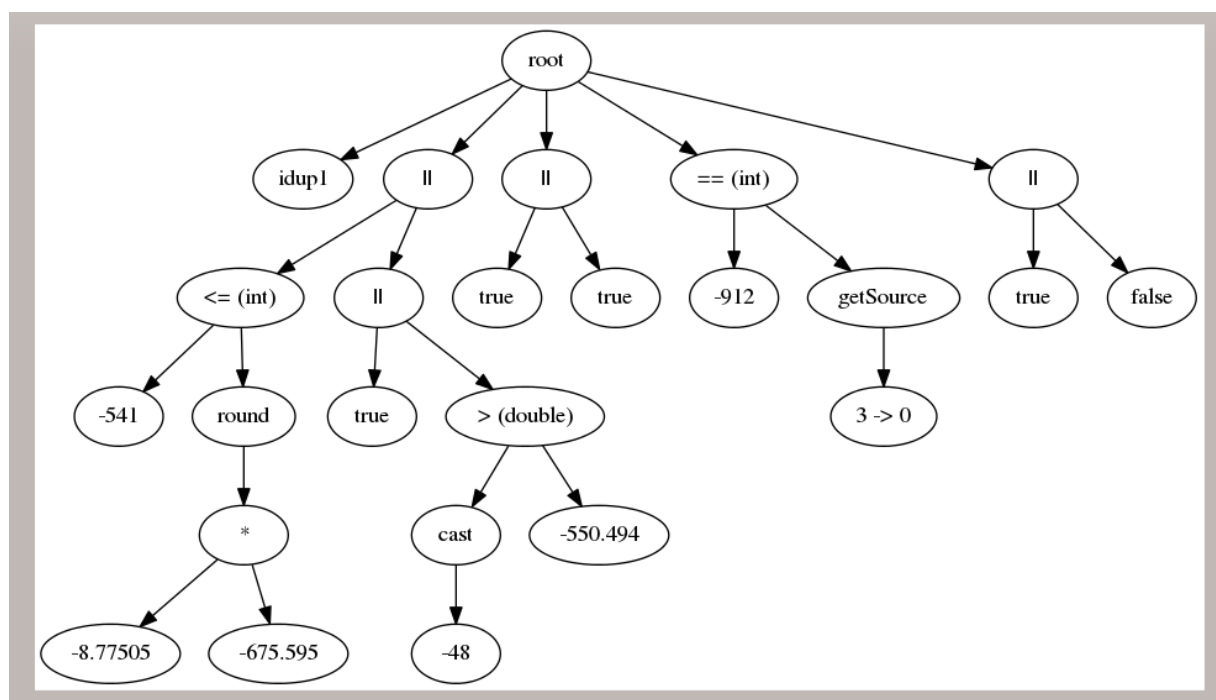 root
idup1
||
||
== (int)
||
<= (int)
||
true
true
-912
getSource
true
false
-541
round
true
> (double)
3 -> 0
*
cast
-550.494
-8.77505
-675.595
-48